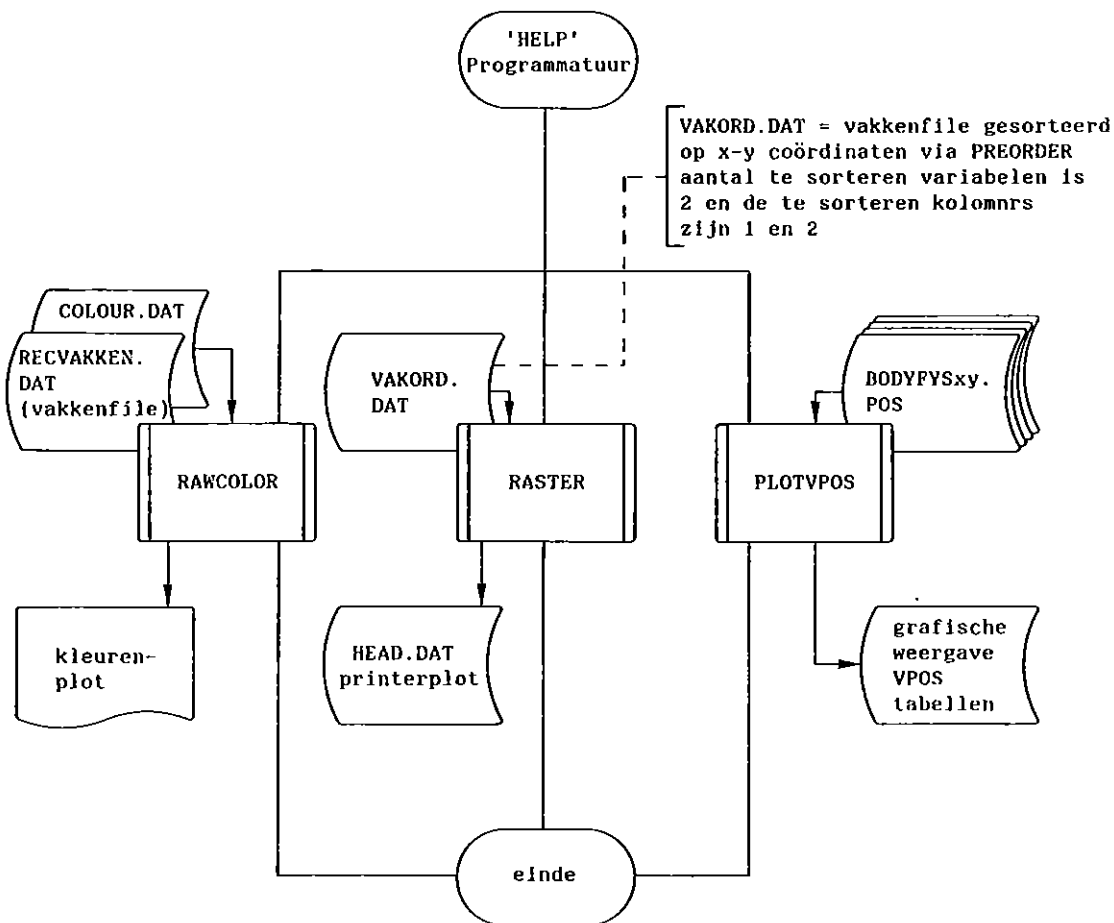 'HELP'
Programmatuur
VAKORD.DAT = vakkenfile gesorteerd
op x-y coördinaten via PREORDER
aantal te sorteren variabelen is
2 en de te sorteren kolomnrs
zijn 1 en 2
COLOUR.DAT
RECVAKKEN.
DAT
(vakkenfile)
VAKORD.
DAT
BODYFYSxy.
POS
RAWCOLOR
RASTER
PLOTVPOS
kleuren-
plot
HEAD.DAT
printerplot
grafische
weergave
VPOS
tabellen
einde